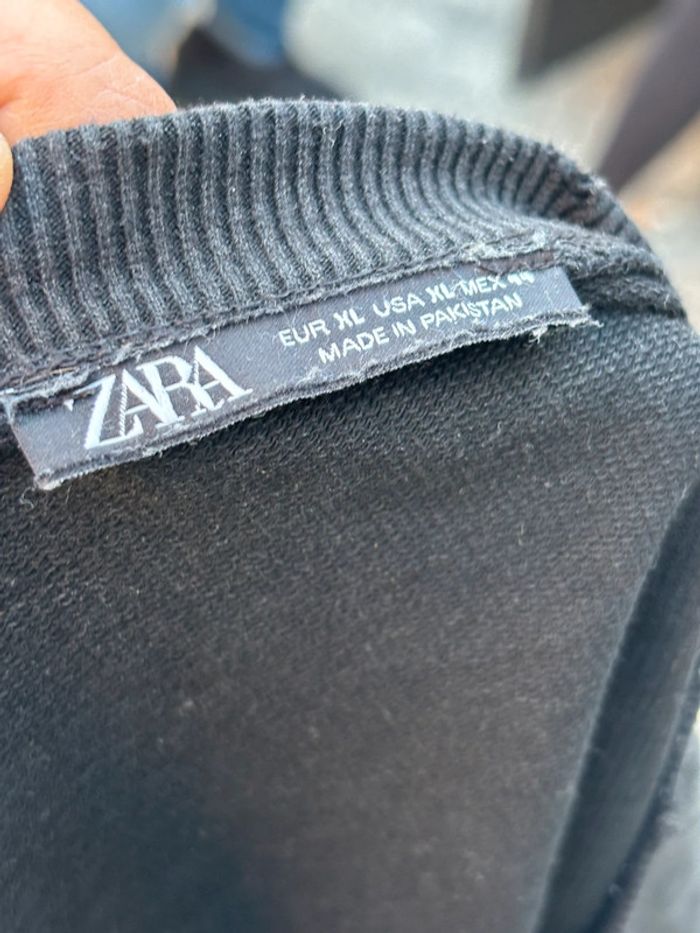 ZARA
EUR XL USA XL MEX 44
MADE IN PAKISTAN